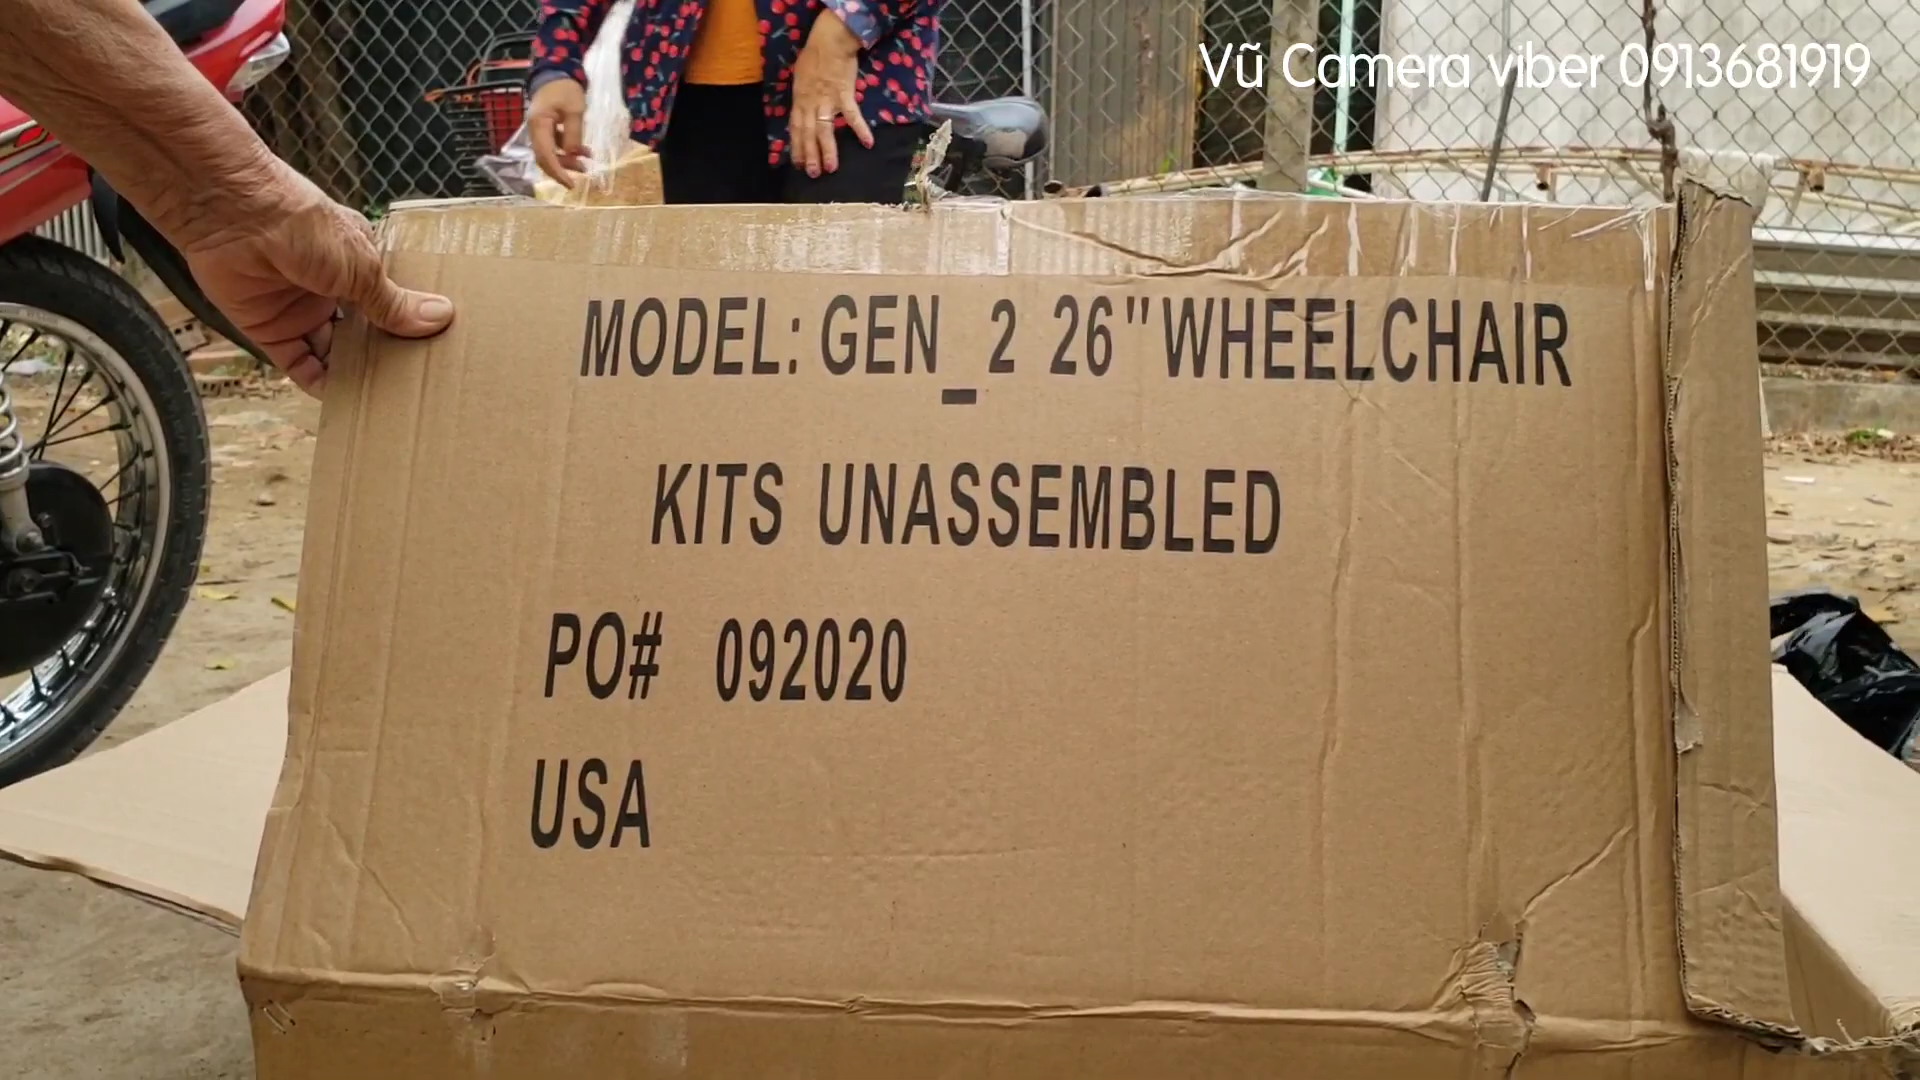 Vũ Camera viber 0913681919
MODEL: GEN_2 26"WHEELCHAIR
KITS UNASSEMBLED
PO# 092020
USA